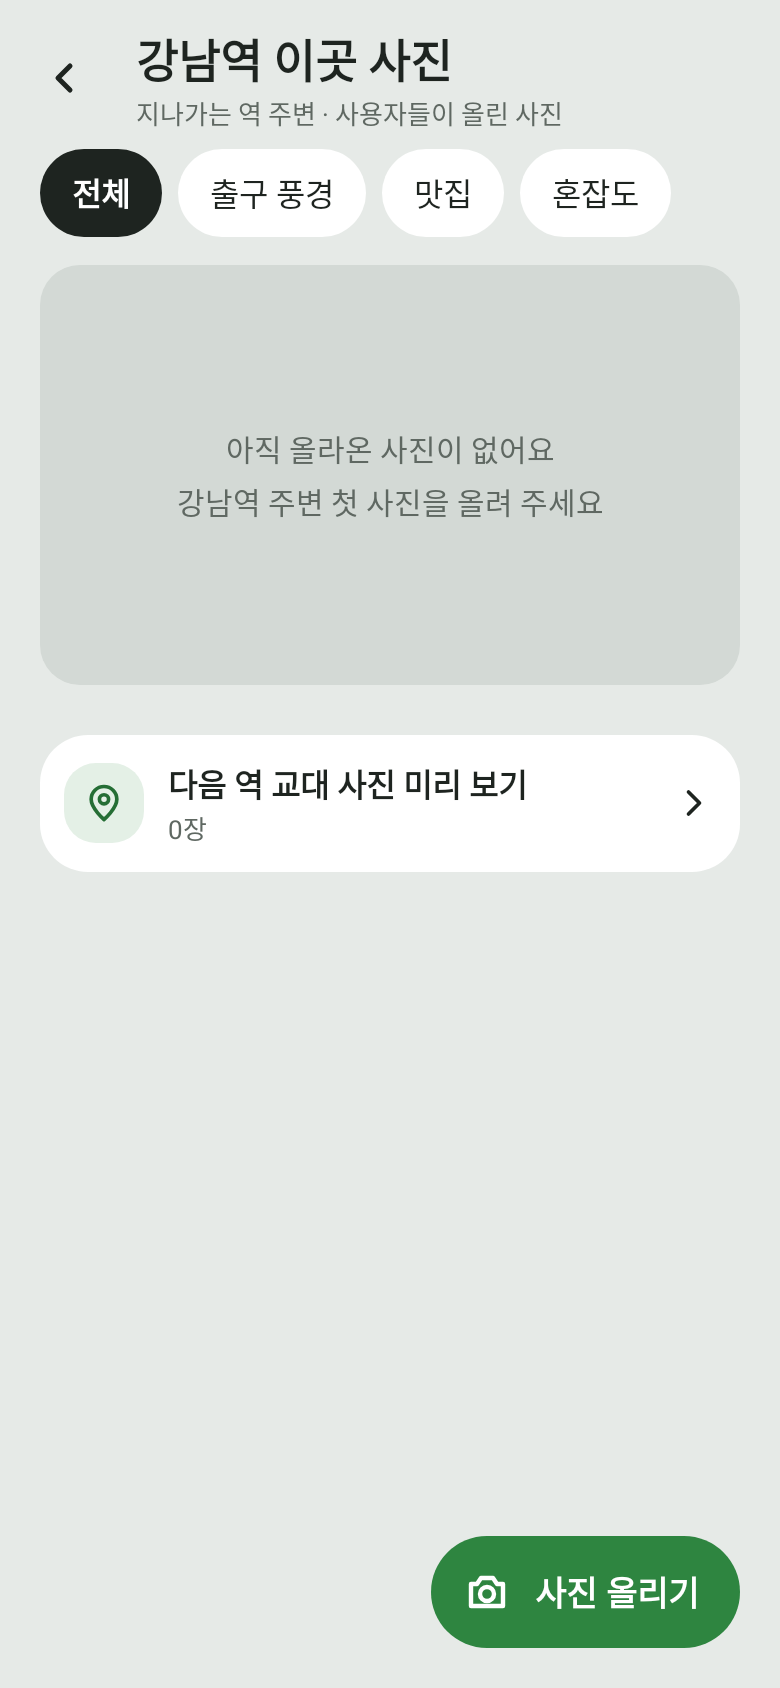 강남역 이곳 사진
지나가는 역 주변 · 사용자들이 올린 사진
전체 출구 풍경 맛집 혼잡도
아직 올라온 사진이 없어요
강남역 주변 첫 사진을 올려 주세요
다음 역 교대 사진 미리 보기
0장
사진 올리기